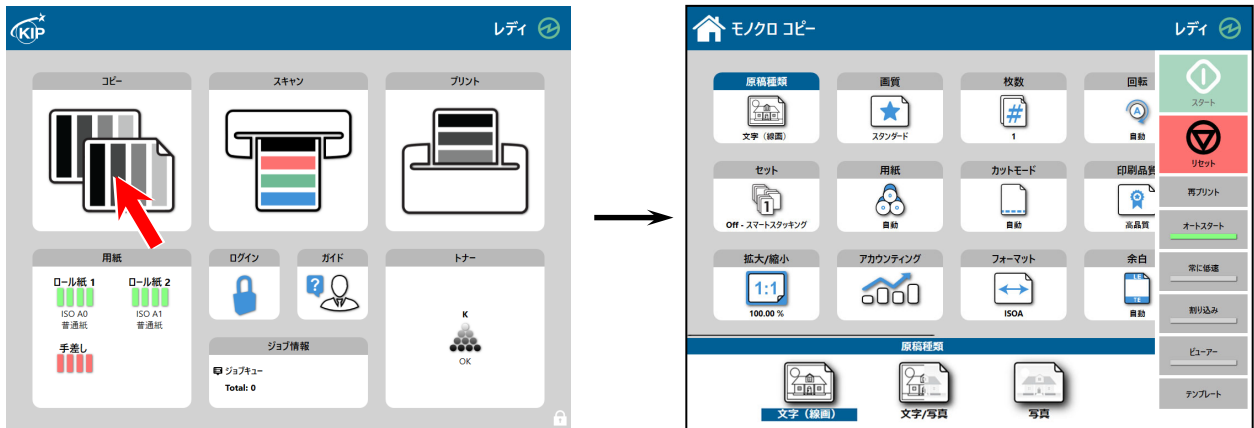 KIP
レディ
コピー
スキャン
プリント
用紙
ロール紙 1
ロール紙 2
ISO A0
普通紙
ISO A1
普通紙
手差し
ログイン
ガイド
?
ジョブ情報
ジョブキュー
Total: 0
トナー
K
OK
モノクロ コピー
レディ
原稿種類
文字（線画）
画質
スタンダード
枚数
#
1
回転
A
自動
セット
1
Off - スマートスタッキング
用紙
自動
カットモード
自動
印刷品質
高品質
拡大/縮小
1:1
100.00 %
アカウンティング
フォーマット
ISOA
余白
LE
TE
自動
原稿種類
文字（線画）
文字/写真
写真
スタート
リセット
再プリント
オートスタート
常に低速
割り込み
ビューアー
テンプレート